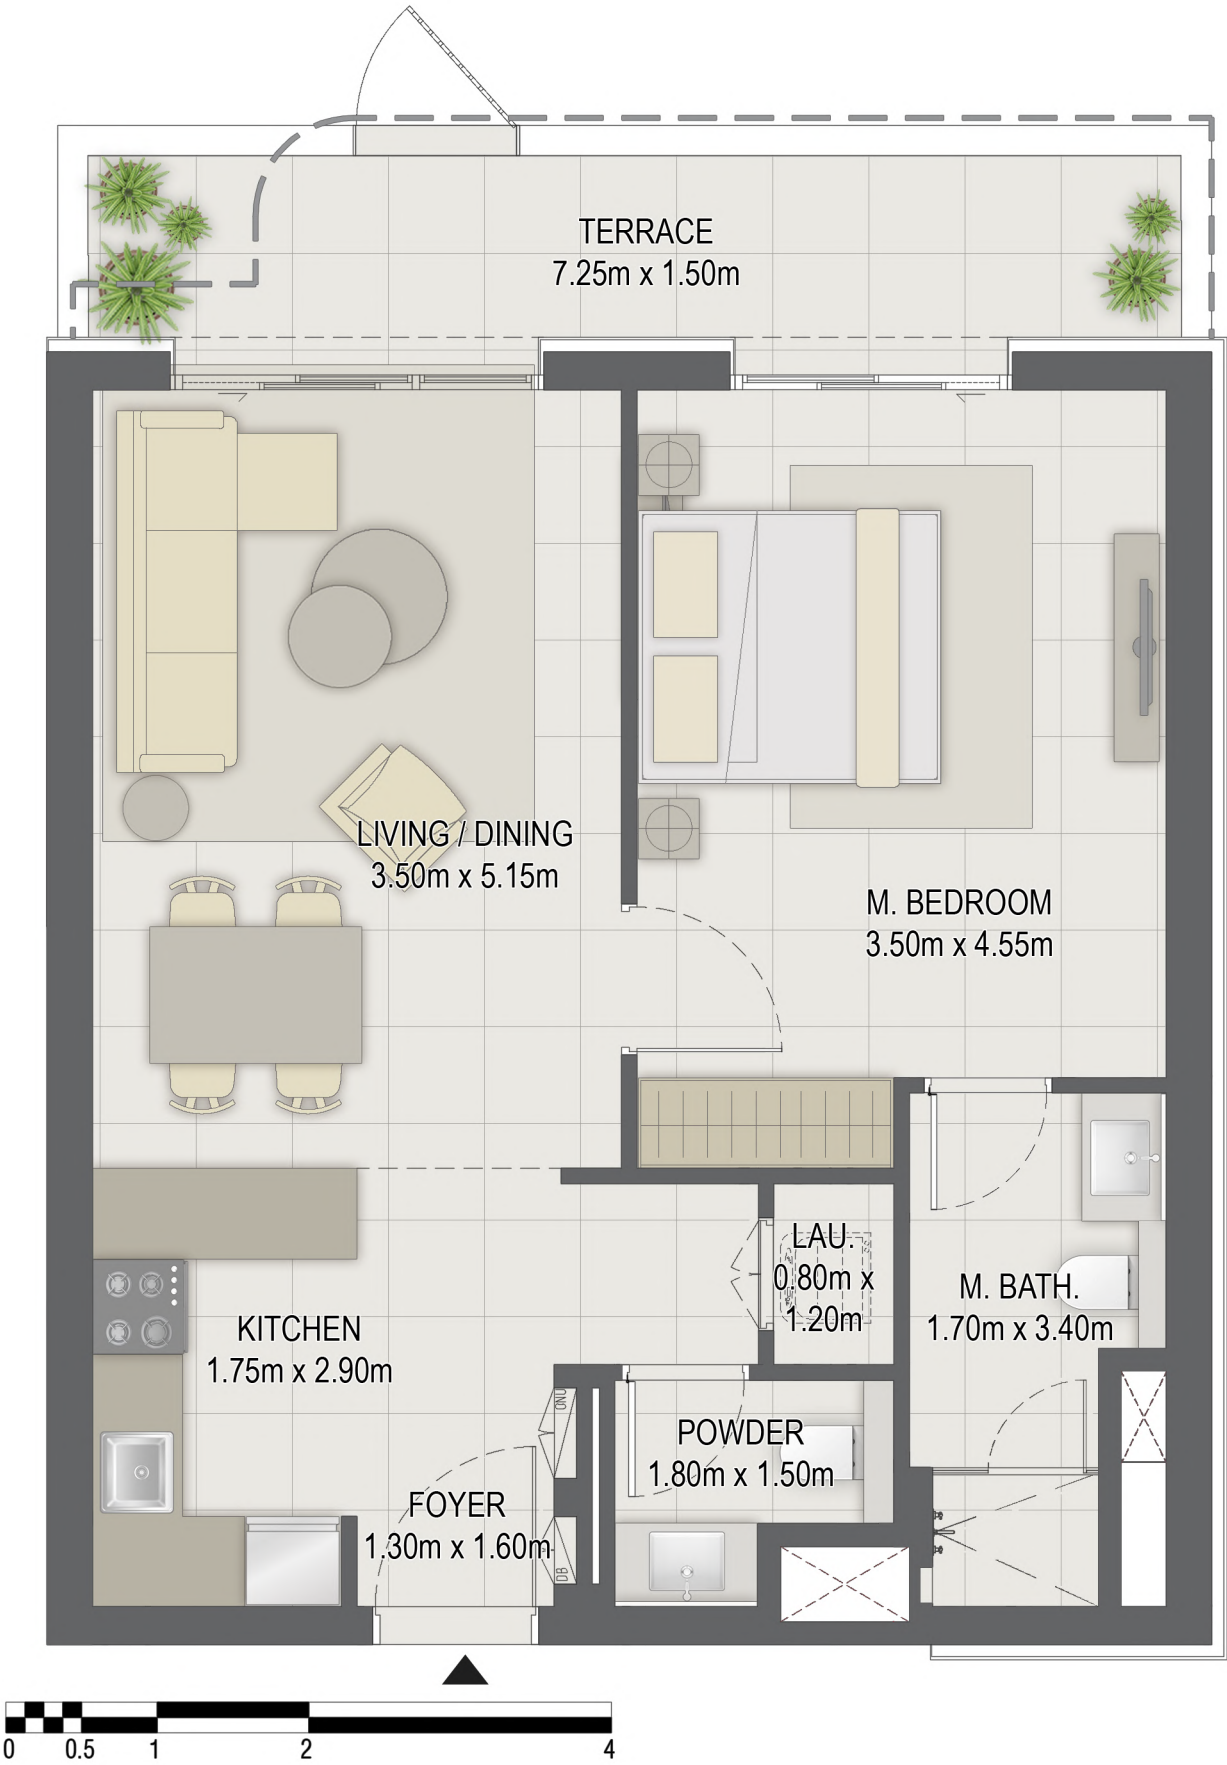 TERRACE
7.25m x 1.50m
LIVING / DINING
3.50m x 5.15m
M. BEDROOM
3.50m x 4.55m
LAU.
0.80m x
1.20m
M. BATH.
1.70m x 3.40m
KITCHEN
1.75m x 2.90m
ONU
POWDER
1.80m x 1.50m
FOYER
1.30m x 1.60m
DB
0 0.5 1 2 4